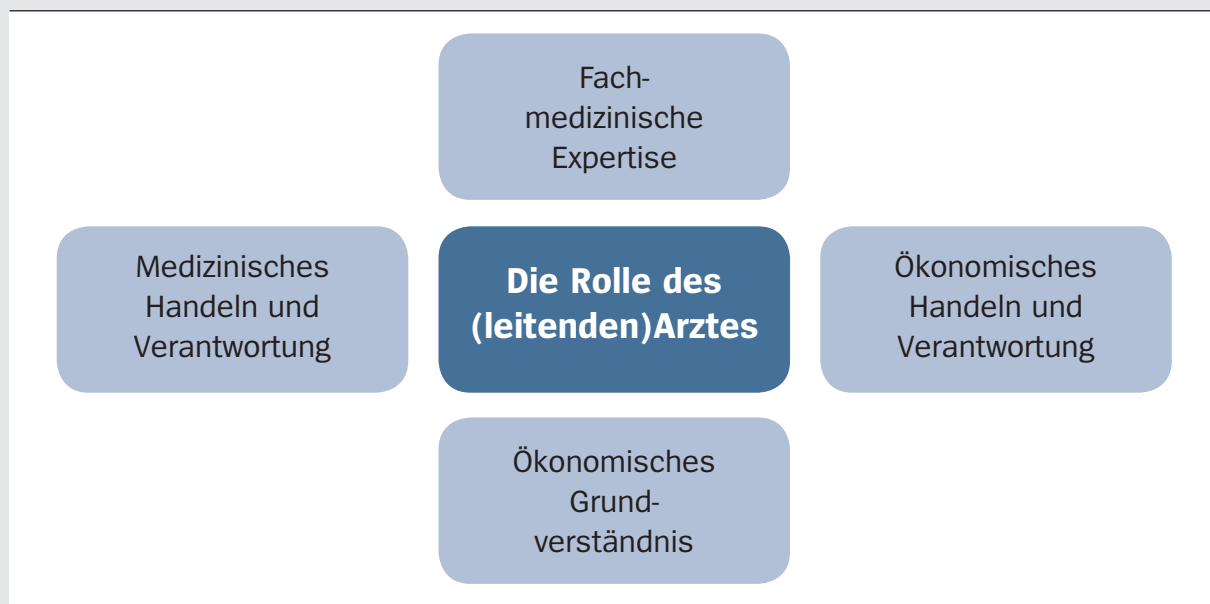 Fach-
medizinische
Expertise
Medizinisches
Handeln und
Verantwortung
Die Rolle des
(leitenden)Arztes
Ökonomisches
Handeln und
Verantwortung
Ökonomisches
Grund-
verständnis